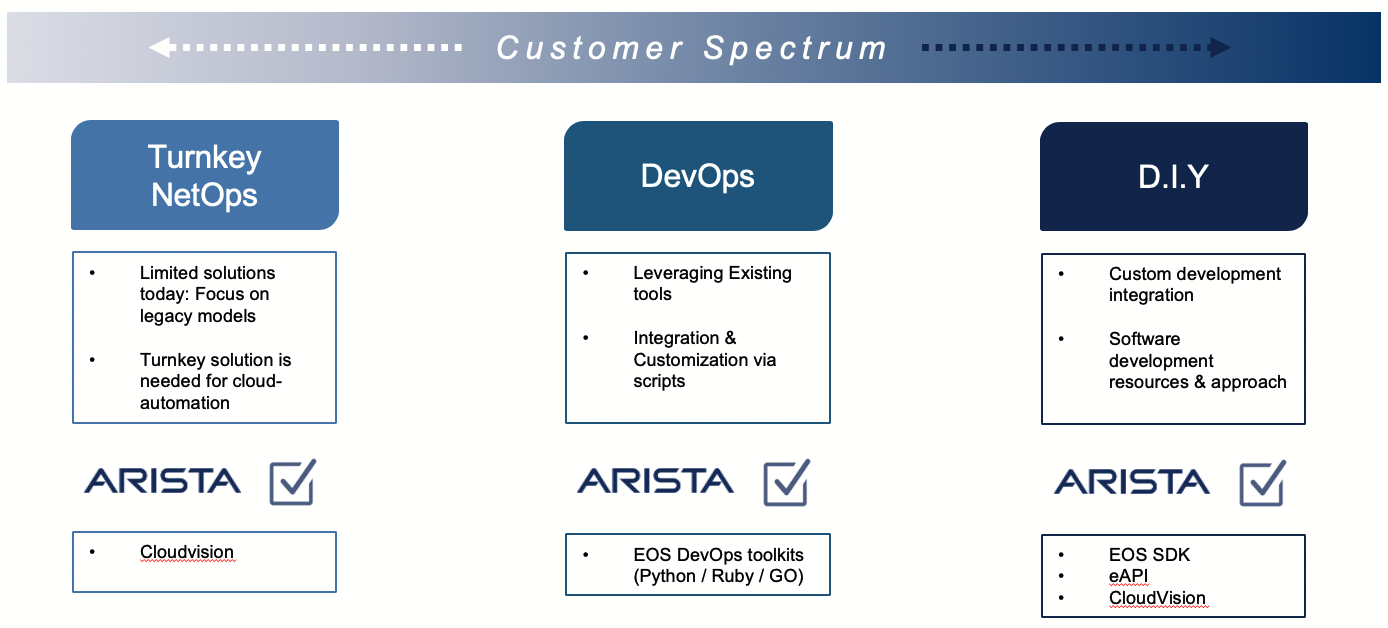 Customer Spectrum
Turnkey
NetOps
• Limited solutions
today: Focus on
legacy models
• Turnkey solution is
needed for cloud-
automation
ARISTA
• Cloudvision
DevOps
• Leveraging Existing
tools
• Integration &
Customization via
scripts
ARISTA
• EOS DevOps toolkits
(Python / Ruby / GO)
D.I.Y
• Custom development
integration
• Software
development
resources & approach
ARISTA
• EOS SDK
• eAPI
• CloudVision